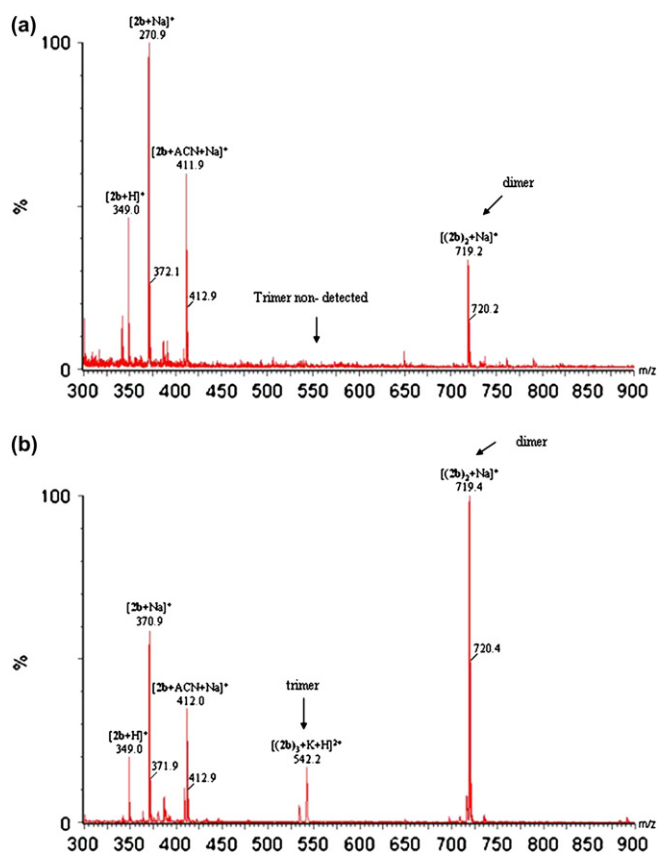 (a)
[2b+Na]⁺
270.9
100
[2b+ACN+Na]⁺
411.9
[2b+H]⁺
349.0
dimer
[(2b)₂+Na]⁺
719.2
%
372.1
412.9
Trimer non- detected
720.2
0
300 350 400 450 500 550 600 650 700 750 800 850 900 m/z
(b)
dimer
[(2b)₂+Na]⁺
719.4
100
[2b+Na]⁺
370.9
%
720.4
[2b+ACN+Na]⁺
412.0
trimer
[2b+H]⁺
349.0
[(2b)₃+K+H]²⁺
542.2
371.9
412.9
0
300 350 400 450 500 550 600 650 700 750 800 850 900 m/z